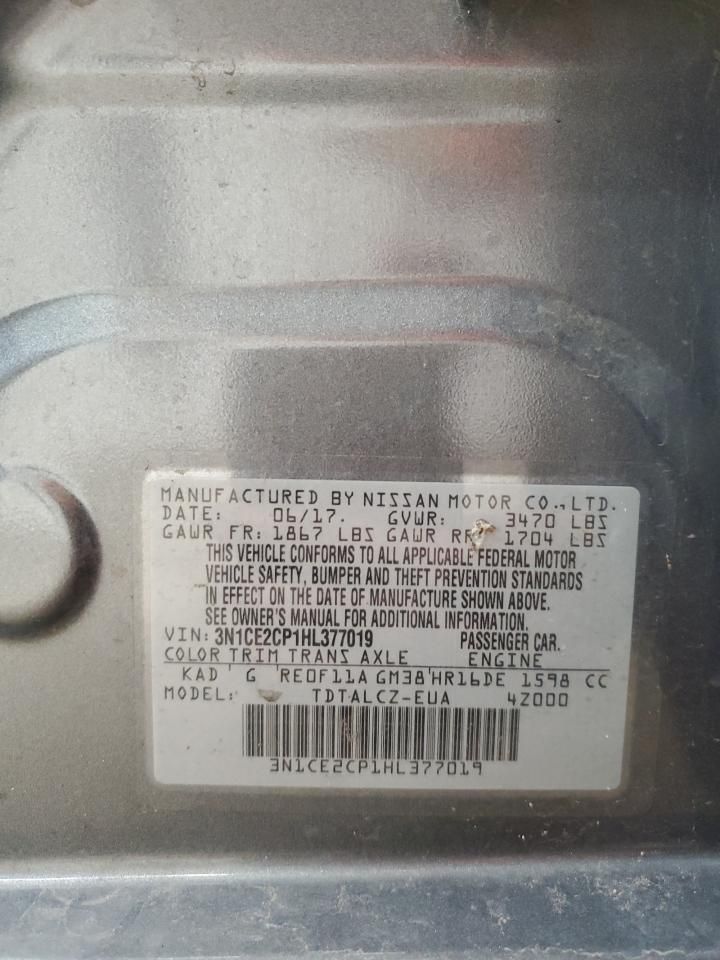 MANUFACTURED BY NISSAN MOTOR CO.,LTD.
DATE: 06/17. GVWR: 3470 LBS
GAWR FR: 1867 LBS GAWR RR 1704 LBS
THIS VEHICLE CONFORMS TO ALL APPLICABLE FEDERAL MOTOR
VEHICLE SAFETY, BUMPER AND THEFT PREVENTION STANDARDS
IN EFFECT ON THE DATE OF MANUFACTURE SHOWN ABOVE.
SEE OWNER'S MANUAL FOR ADDITIONAL INFORMATION.
VIN: 3N1CE2CP1HL377019 PASSENGER CAR.
COLOR TRIM TRANS AXLE ENGINE
KAD ' G 'RE0F11A GM38'HR16DE 1598 CC
MODEL: TDTALCZ-EUA 4Z000
3N1CE2CP1HL377019